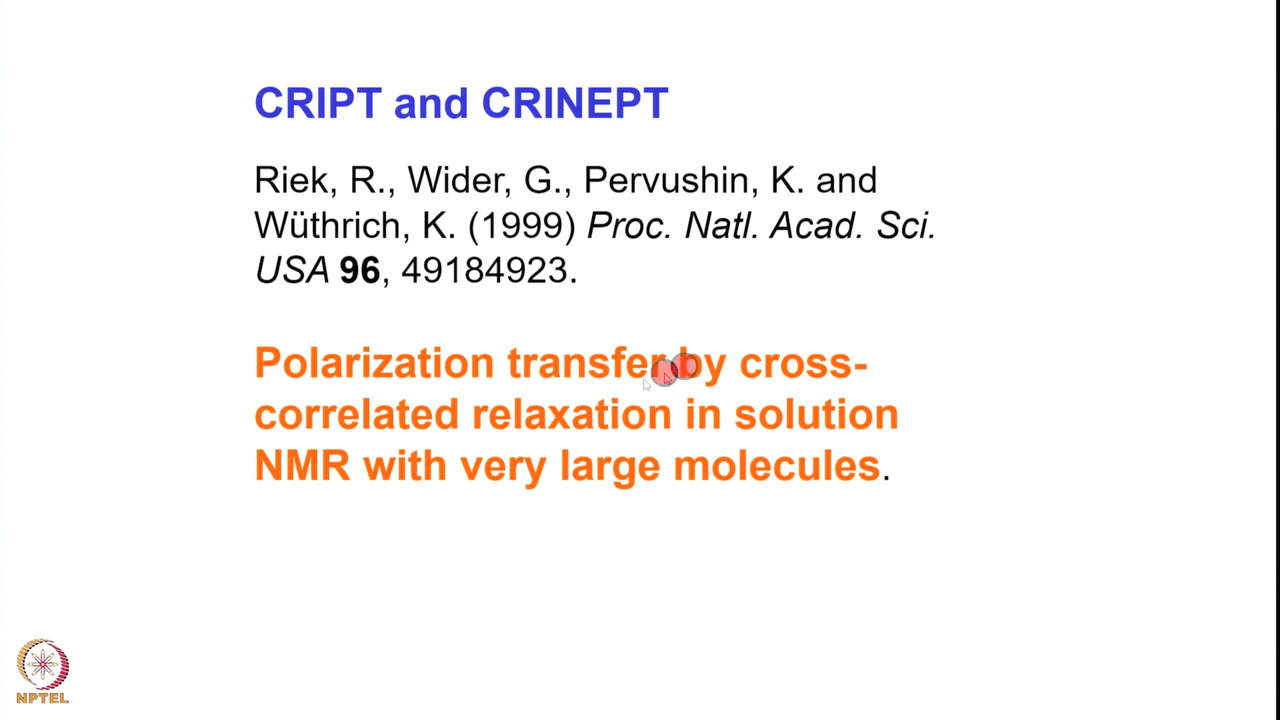 CRIPT and CRINEPT
Riek, R., Wider, G., Pervushin, K. and
Wüthrich, K. (1999) Proc. Natl. Acad. Sci.
USA 96, 49184923.
Polarization transfer by cross-
correlated relaxation in solution
NMR with very large molecules.
NPTEL